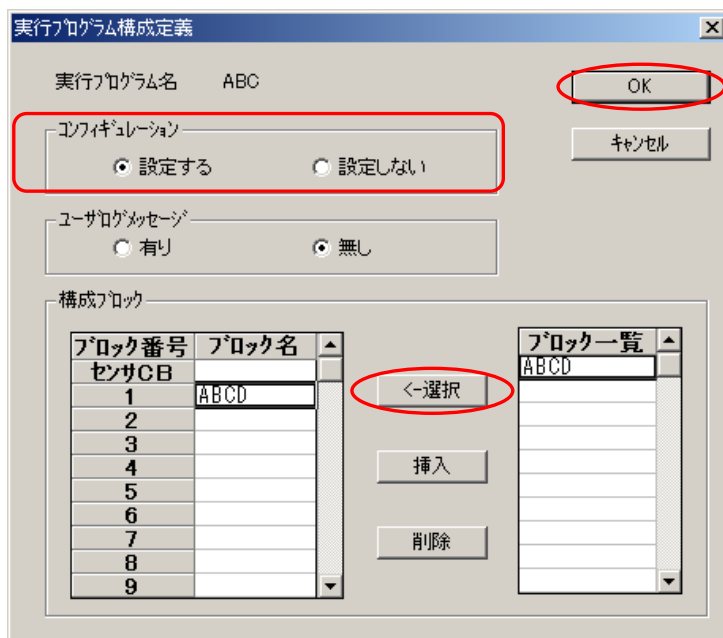 実行ﾌﾟﾛｸﾞﾗﾑ構成定義
実行ﾌﾟﾛｸﾞﾗﾑ名 ABC
OK
ｺﾝﾌｨｷﾞｭﾚｰｼｮﾝ
設定する 設定しない
ｷｬﾝｾﾙ
ﾕｰｻﾞﾛｸﾞﾒｯｾｰｼﾞ
有り 無し
構成ﾌﾞﾛｯｸ
ﾌﾞﾛｯｸ番号 ﾌﾞﾛｯｸ名
センサCB
1 ABCD
2
3
4
5
6
7
8
9
<-選択
挿入
削除
ﾌﾞﾛｯｸ一覧
ABCD